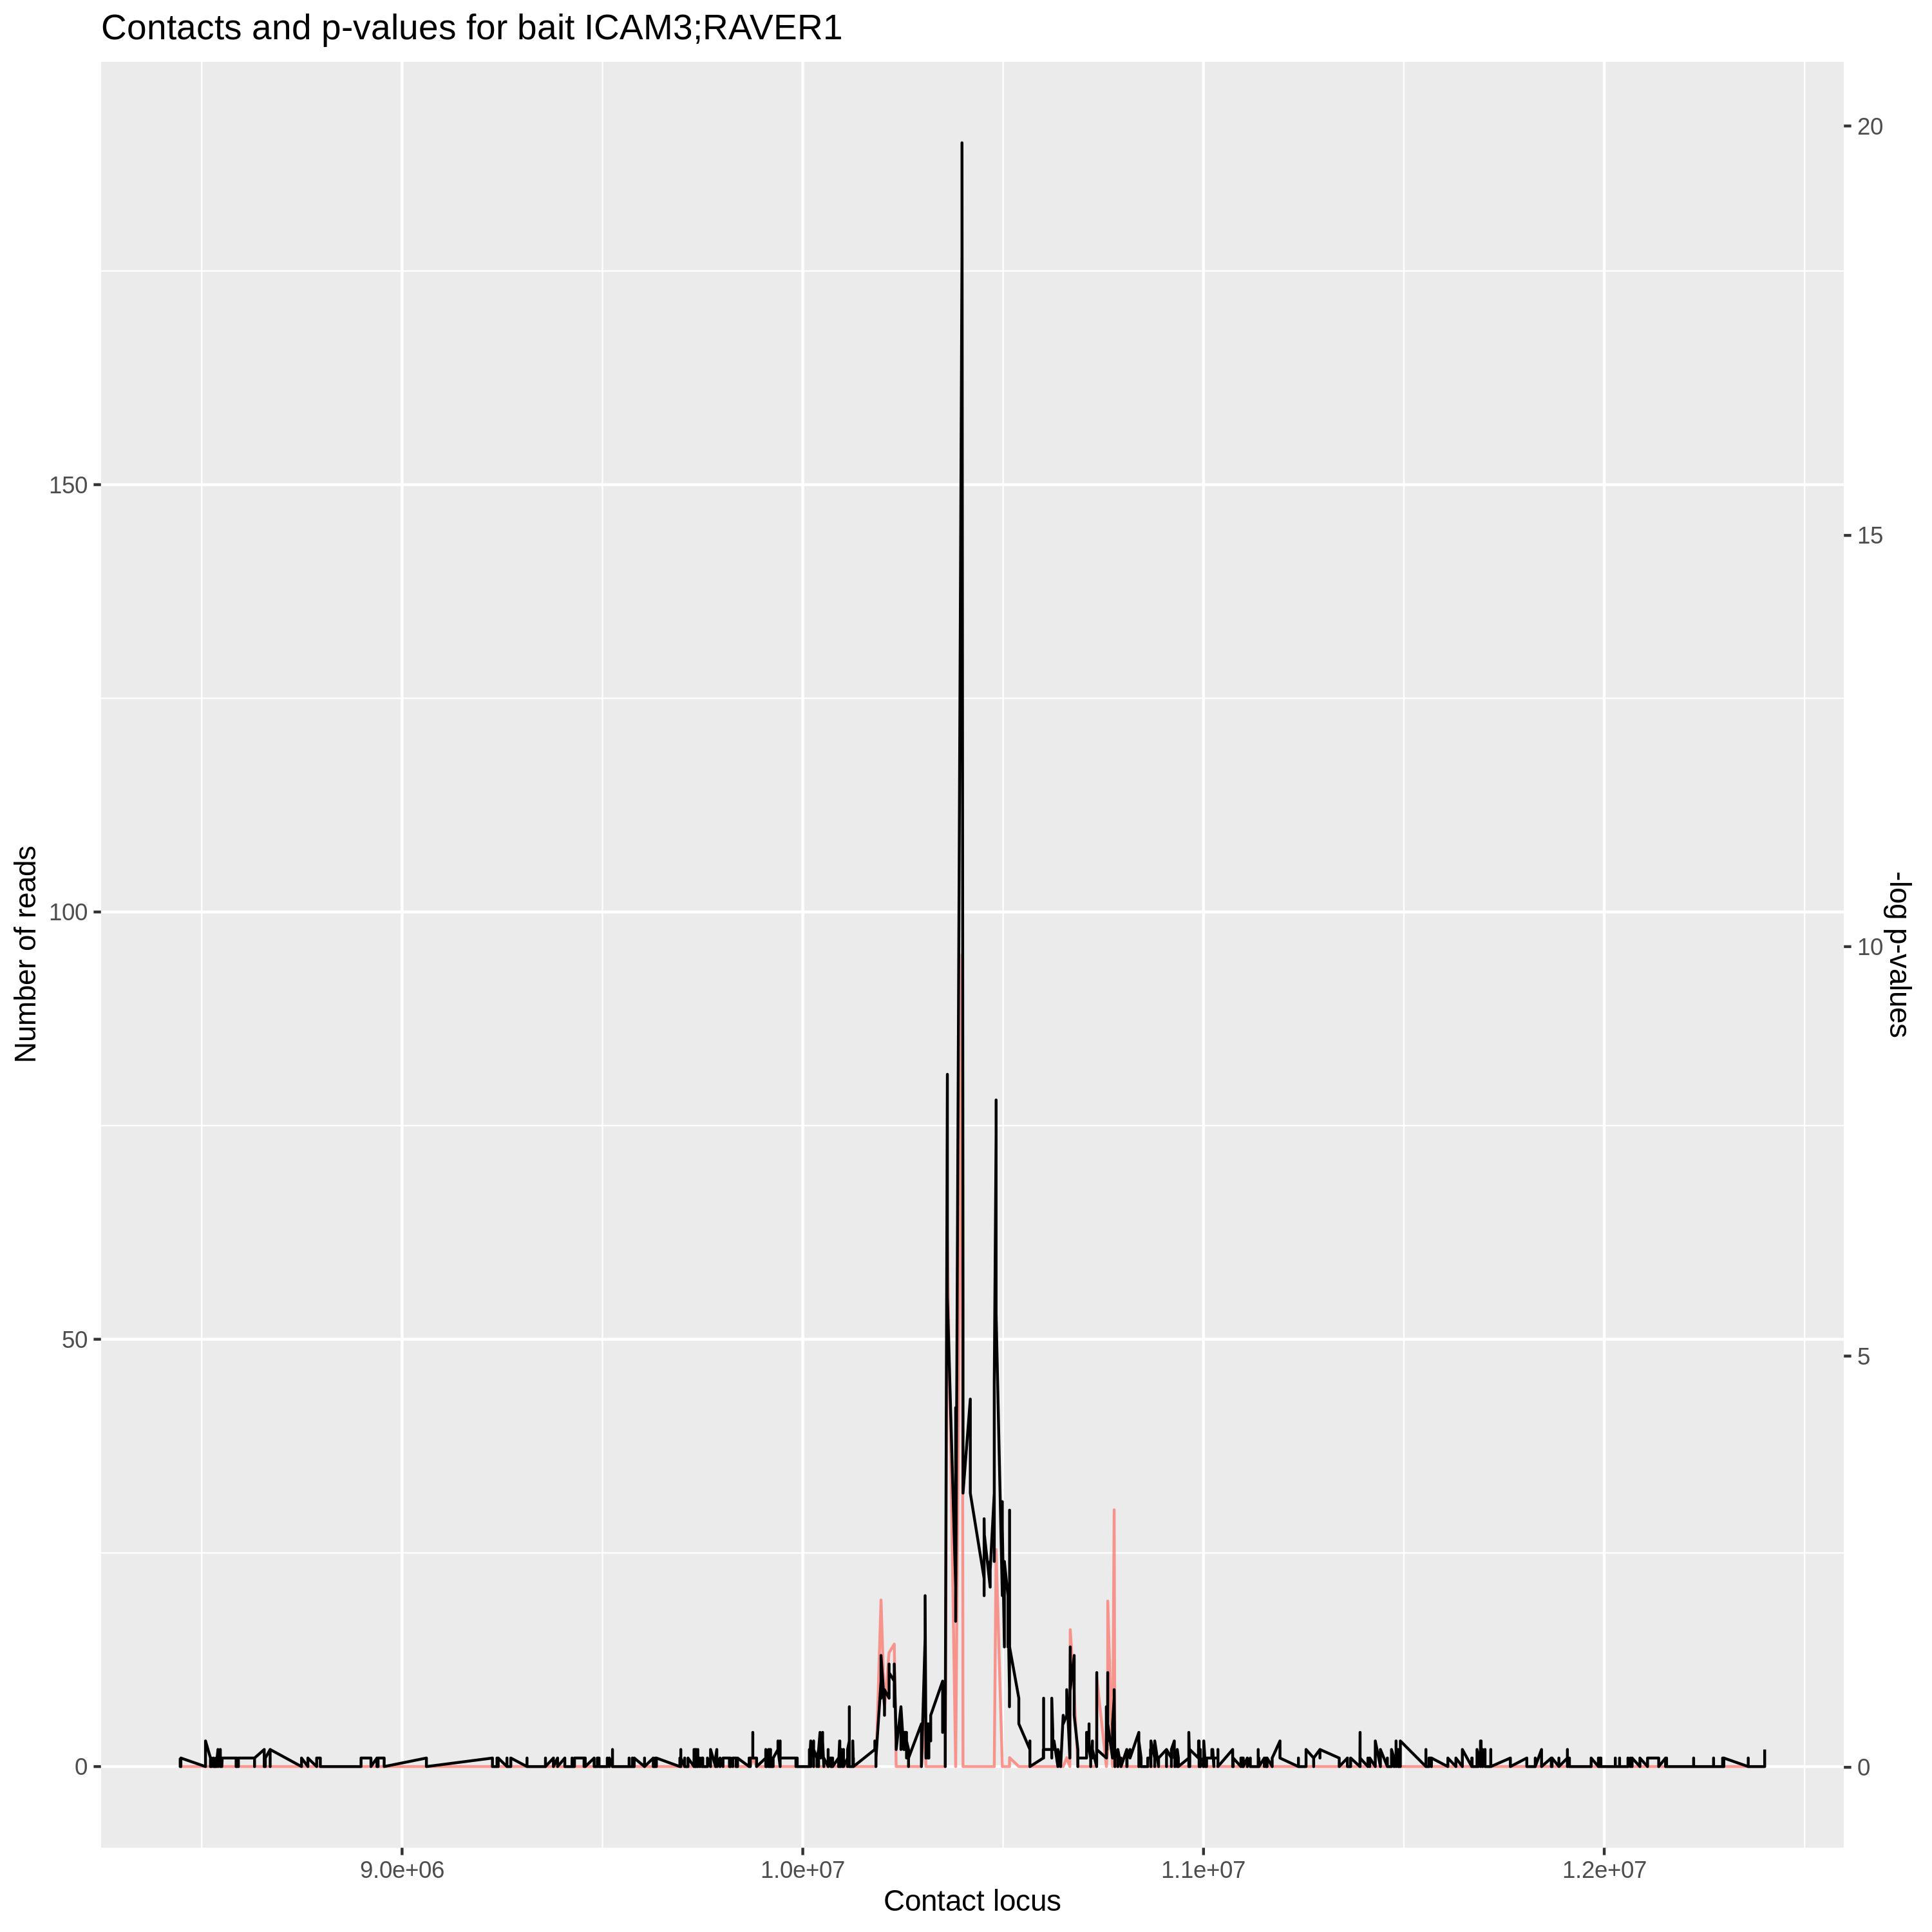 Contacts and p-values for bait ICAM3;RAVER1
Number of reads
150
100
50
0
20
15
10
5
0
-log p-values
9.0e+06
1.0e+07
1.1e+07
1.2e+07
Contact locus